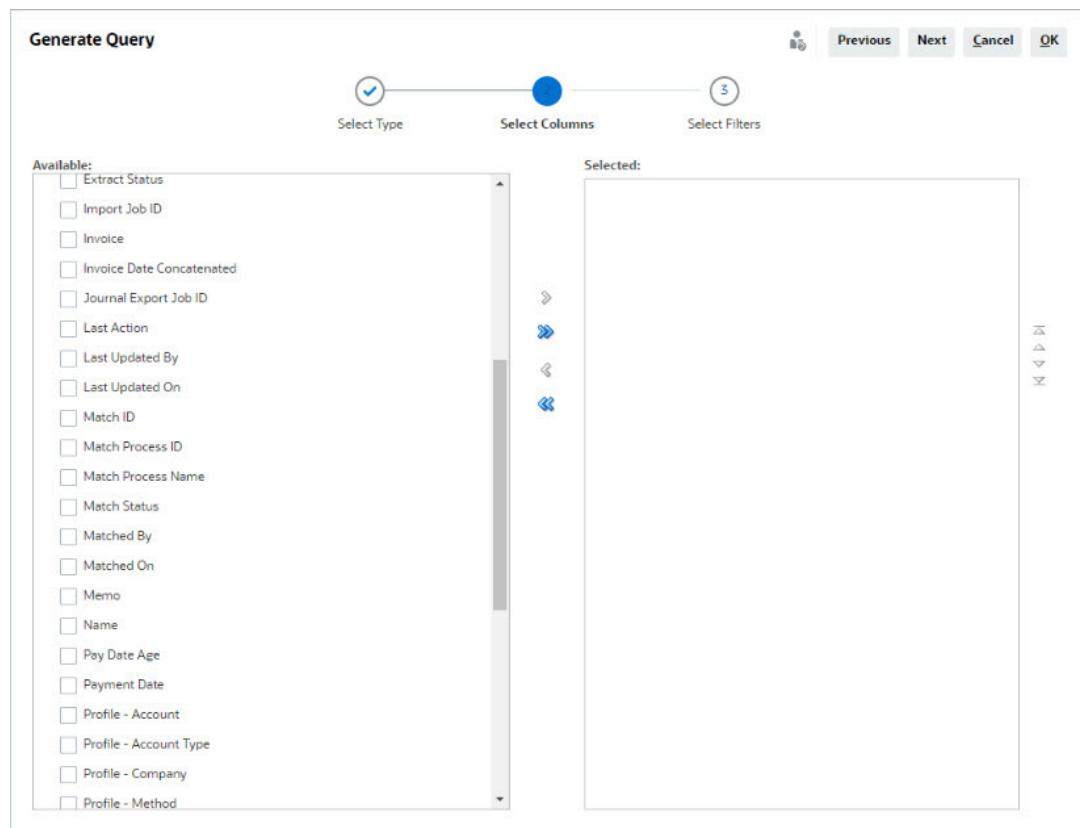 Generate Query
Previous Next Cancel OK
2 3
Select Type Select Columns Select Filters
Available: Selected:
Extract Status
Import Job ID
Invoice
Invoice Date Concatenated
Journal Export Job ID
Last Action
Last Updated By
Last Updated On
Match ID
Match Process ID
Match Process Name
Match Status
Matched By
Matched On
Memo
Name
Pay Date Age
Payment Date
Profile - Account
Profile - Account Type
Profile - Company
Profile - Method